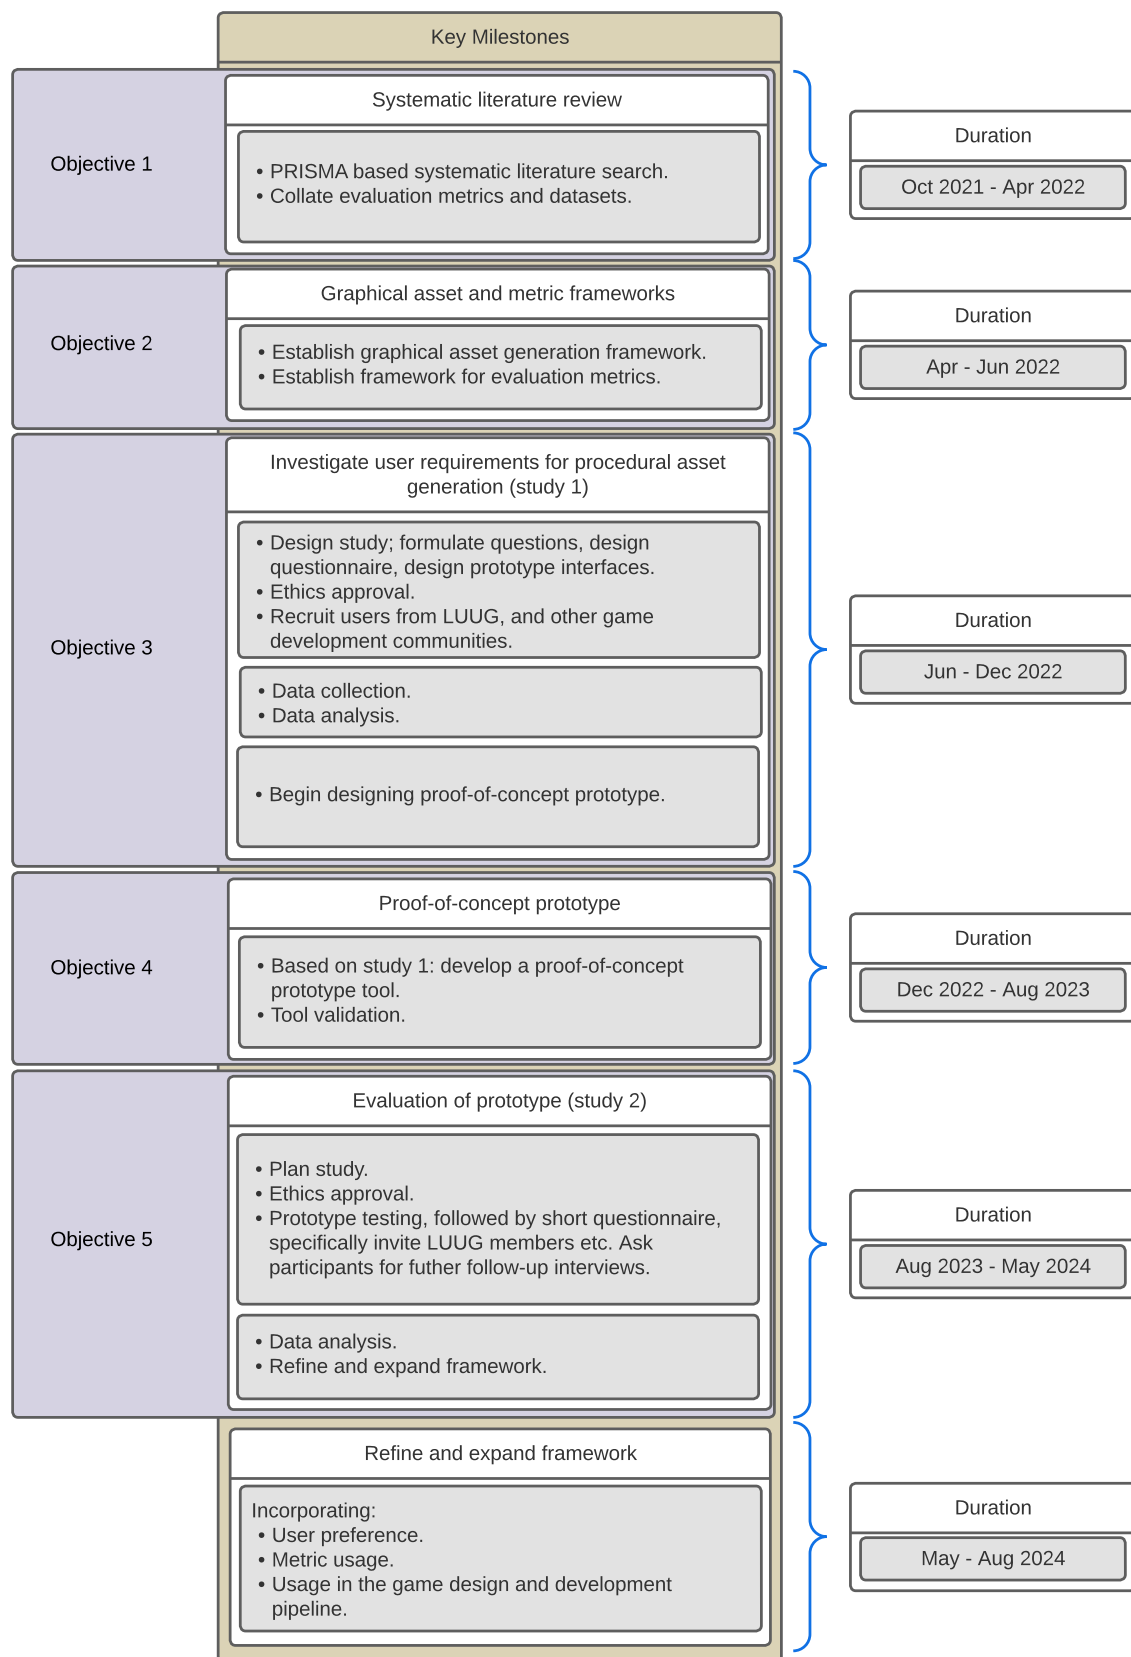 Key Milestones
Objective 1
Systematic literature review
• PRISMA based systematic literature search.
• Collate evaluation metrics and datasets.
Duration
Oct 2021 - Apr 2022
Objective 2
Graphical asset and metric frameworks
• Establish graphical asset generation framework.
• Establish framework for evaluation metrics.
Duration
Apr - Jun 2022
Objective 3
Investigate user requirements for procedural asset
generation (study 1)
• Design study; formulate questions, design
questionnaire, design prototype interfaces.
• Ethics approval.
• Recruit users from LUUG, and other game
development communities.
• Data collection.
• Data analysis.
• Begin designing proof-of-concept prototype.
Duration
Jun - Dec 2022
Objective 4
Proof-of-concept prototype
• Based on study 1: develop a proof-of-concept
prototype tool.
• Tool validation.
Duration
Dec 2022 - Aug 2023
Objective 5
Evaluation of prototype (study 2)
• Plan study.
• Ethics approval.
• Prototype testing, followed by short questionnaire,
specifically invite LUUG members etc. Ask
participants for futher follow-up interviews.
• Data analysis.
• Refine and expand framework.
Duration
Aug 2023 - May 2024
Refine and expand framework
Incorporating:
• User preference.
• Metric usage.
• Usage in the game design and development
pipeline.
Duration
May - Aug 2024